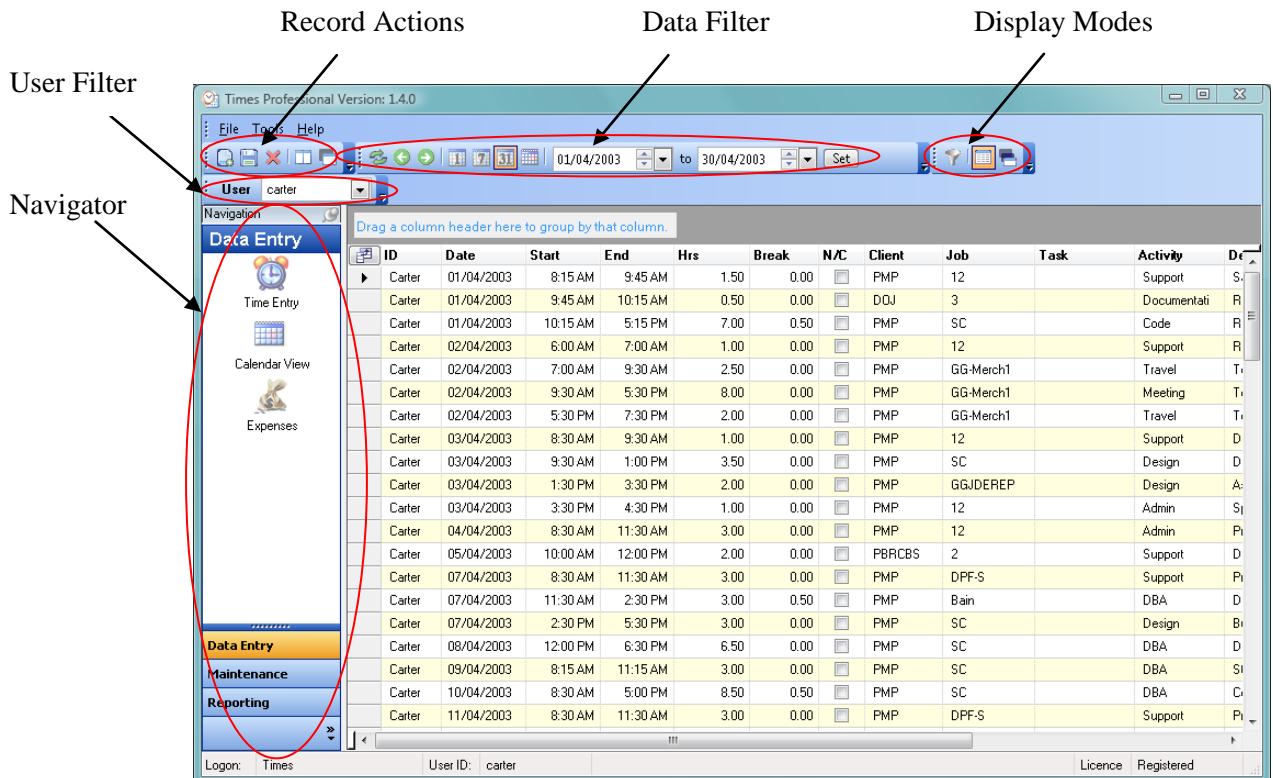 Record Actions Data Filter Display Modes
User Filter
Times Professional Version: 1.4.0
File Tools Help
1 7 31 01/04/2003 to 30/04/2003 Set
User carter
Navigator
Navigation
Drag a column header here to group by that column.
Data Entry
ID Date Start End Hrs Break N/C Client Job Task Activity De
Carter 01/04/2003 8:15 AM 9:45 AM 1.50 0.00 PMP 12 Support
Carter 01/04/2003 9:45 AM 10:15 AM 0.50 0.00 DOJ 3 Documentati R
Carter 01/04/2003 10:15 AM 5:15 PM 7.00 0.50 PMP SC Code R
Carter 02/04/2003 6:00 AM 7:00 AM 1.00 0.00 PMP 12 Support R
Carter 02/04/2003 7:00 AM 9:30 AM 2.50 0.00 PMP GG-Merch1 Travel
Carter 02/04/2003 9:30 AM 5:30 PM 8.00 0.00 PMP GG-Merch1 Meeting
Carter 02/04/2003 5:30 PM 7:30 PM 2.00 0.00 PMP GG-Merch1 Travel
Carter 03/04/2003 8:30 AM 9:30 AM 1.00 0.00 PMP 12 Support D
Carter 03/04/2003 9:30 AM 1:00 PM 3.50 0.00 PMP SC Design D
Carter 03/04/2003 1:30 PM 3:30 PM 2.00 0.00 PMP GGJDEREP Design
Carter 03/04/2003 3:30 PM 4:30 PM 1.00 0.00 PMP 12 Admin
Carter 04/04/2003 8:30 AM 11:30 AM 3.00 0.00 PMP 12 Admin
Carter 05/04/2003 10:00 AM 12:00 PM 2.00 0.00 PBRCBS 2 Support D
Carter 07/04/2003 8:30 AM 11:30 AM 3.00 0.00 PMP DPF-S Support
Carter 07/04/2003 11:30 AM 2:30 PM 3.00 0.50 PMP Bain DBA D
Carter 07/04/2003 2:30 PM 5:30 PM 3.00 0.00 PMP SC Design
Carter 08/04/2003 12:00 PM 6:30 PM 6.50 0.00 PMP SC DBA D
Carter 09/04/2003 8:15 AM 11:15 AM 3.00 0.00 PMP SC DBA
Carter 10/04/2003 8:30 AM 5:00 PM 8.50 0.50 PMP SC DBA
Carter 11/04/2003 8:30 AM 11:30 AM 3.00 0.00 PMP DPF-S Support
Time Entry
Calendar View
Expenses
Data Entry
Maintenance
Reporting
Logon: Times User ID: carter Licence Registered